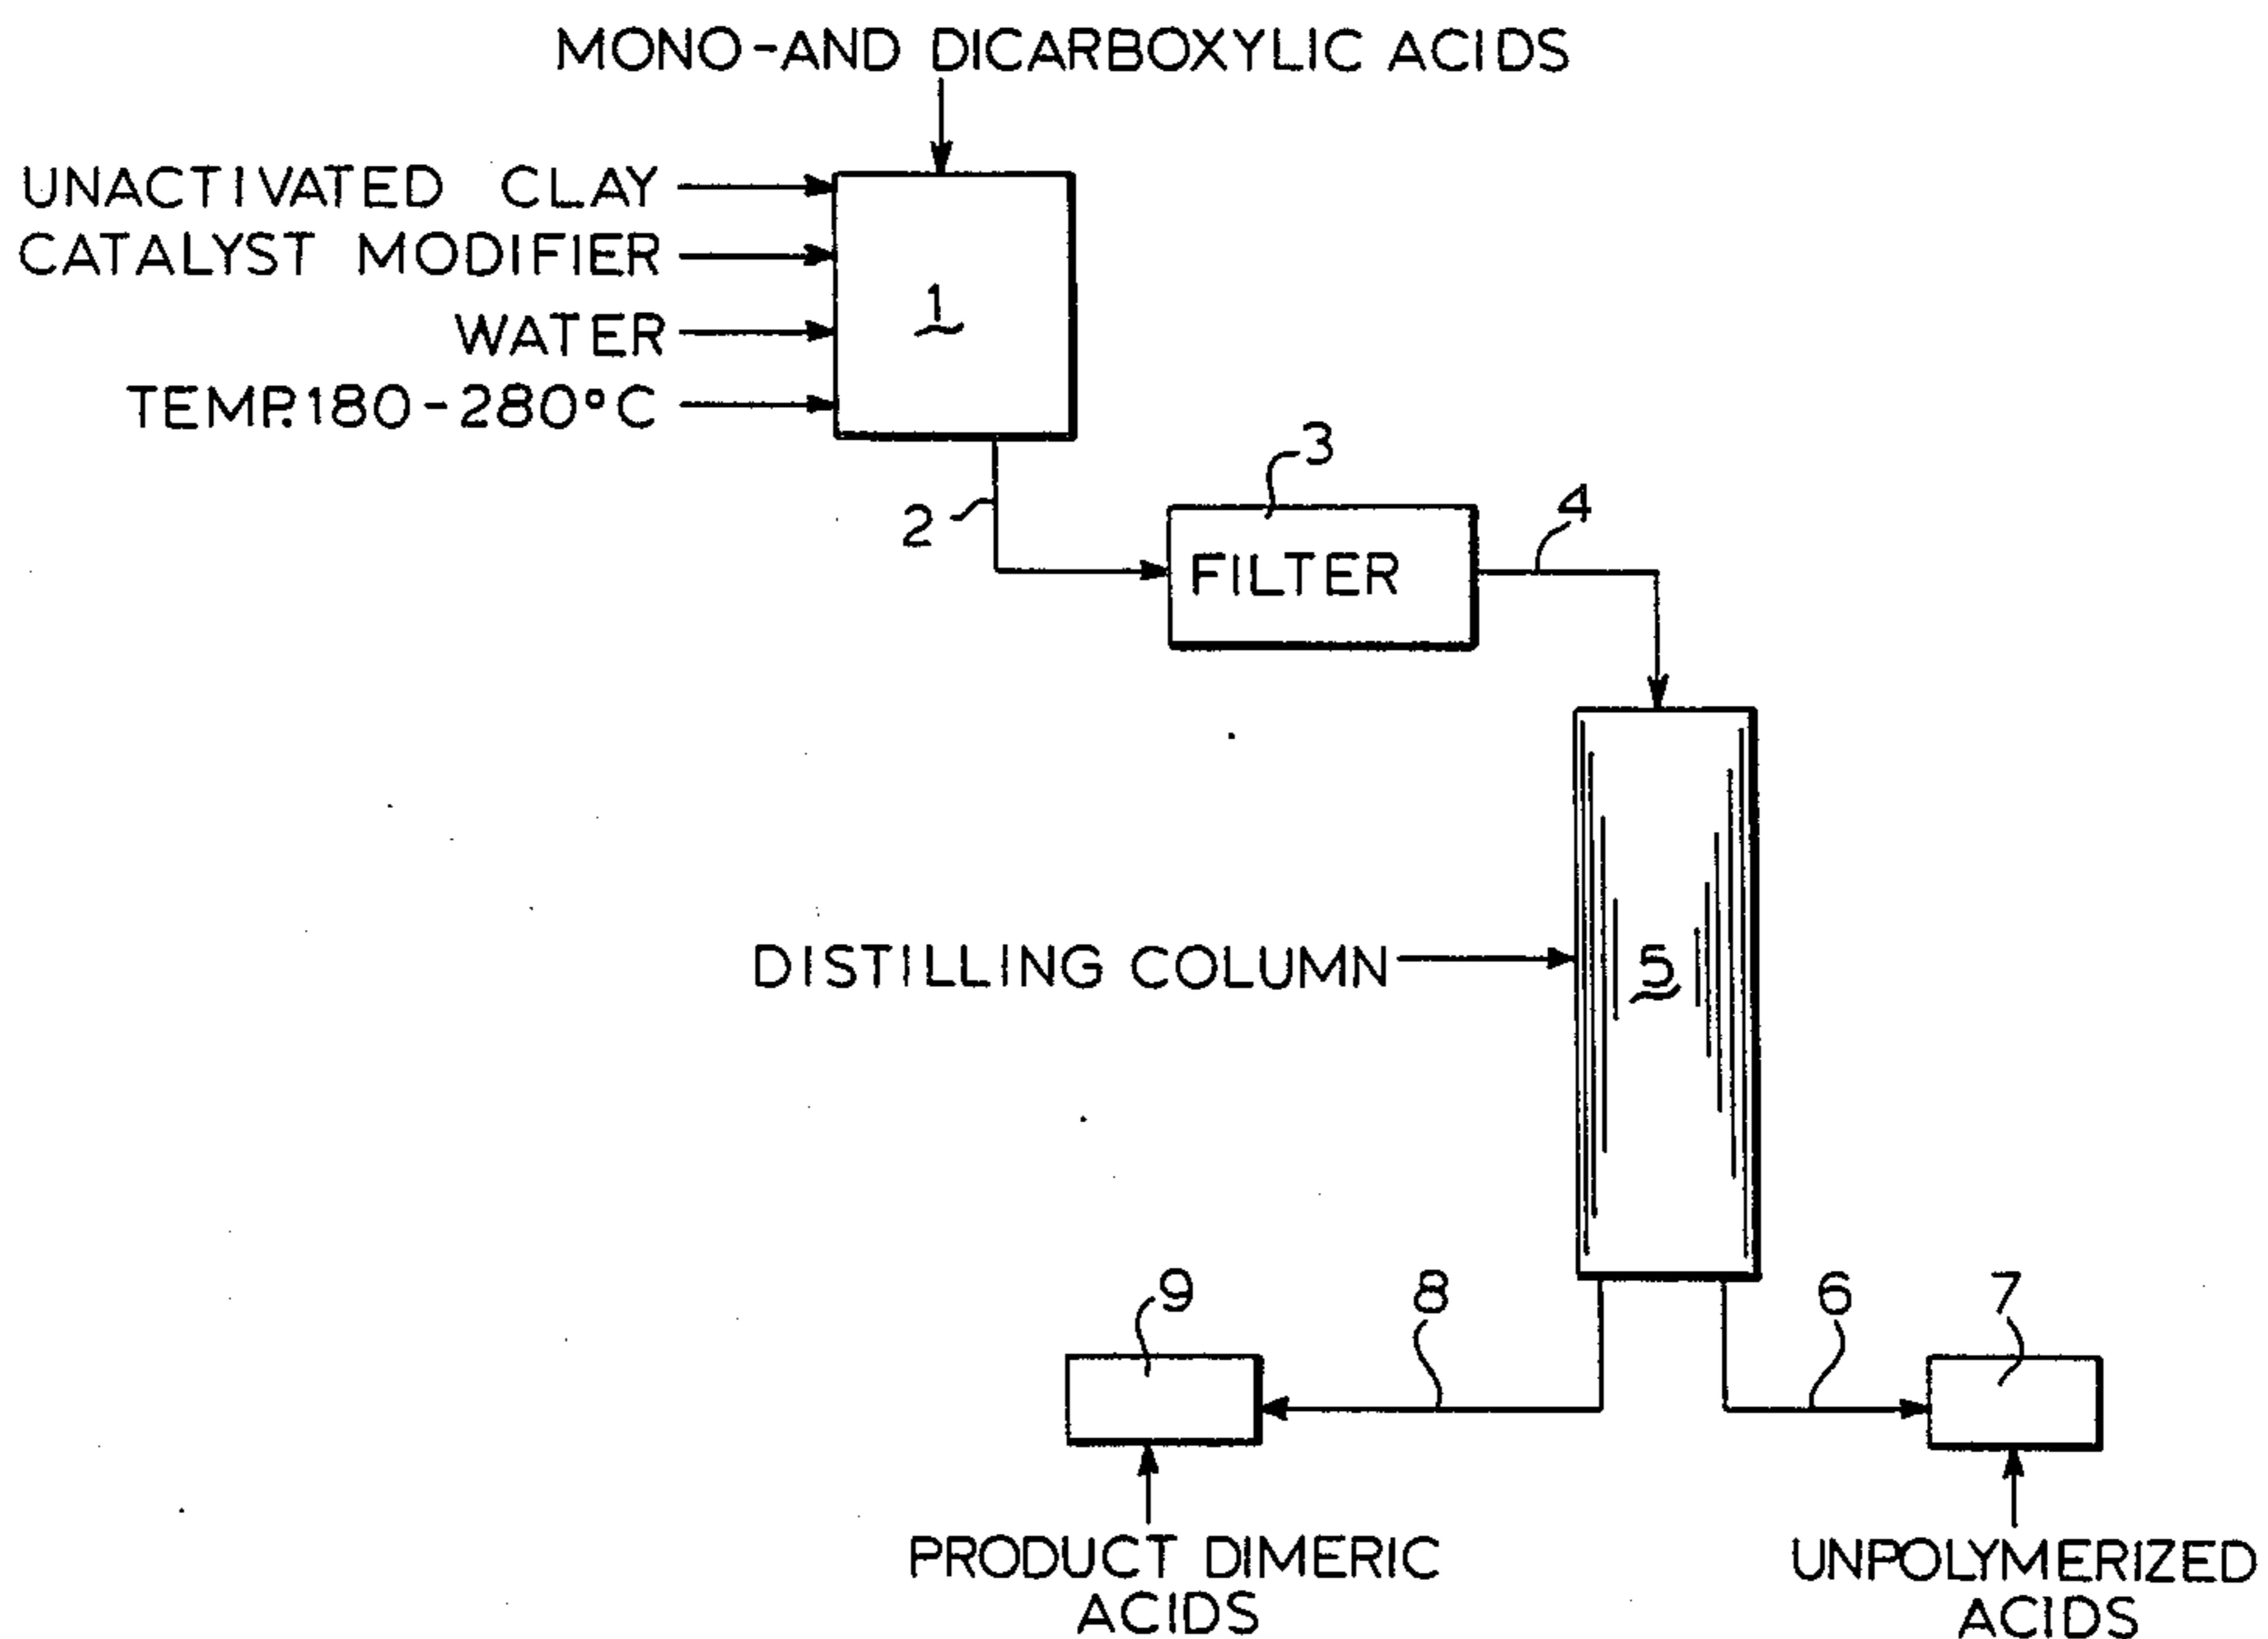 MONO-AND DICARBOXYLIC ACIDS
UNACTIVATED CLAY
CATALYST MODIFIER
WATER
TEMP. 180-280°C
1
2
3
FILTER
4
DISTILLING COLUMN
5
9
8
6
7
PRODUCT DIMERIC
ACIDS
UNPOLYMERIZED
ACIDS